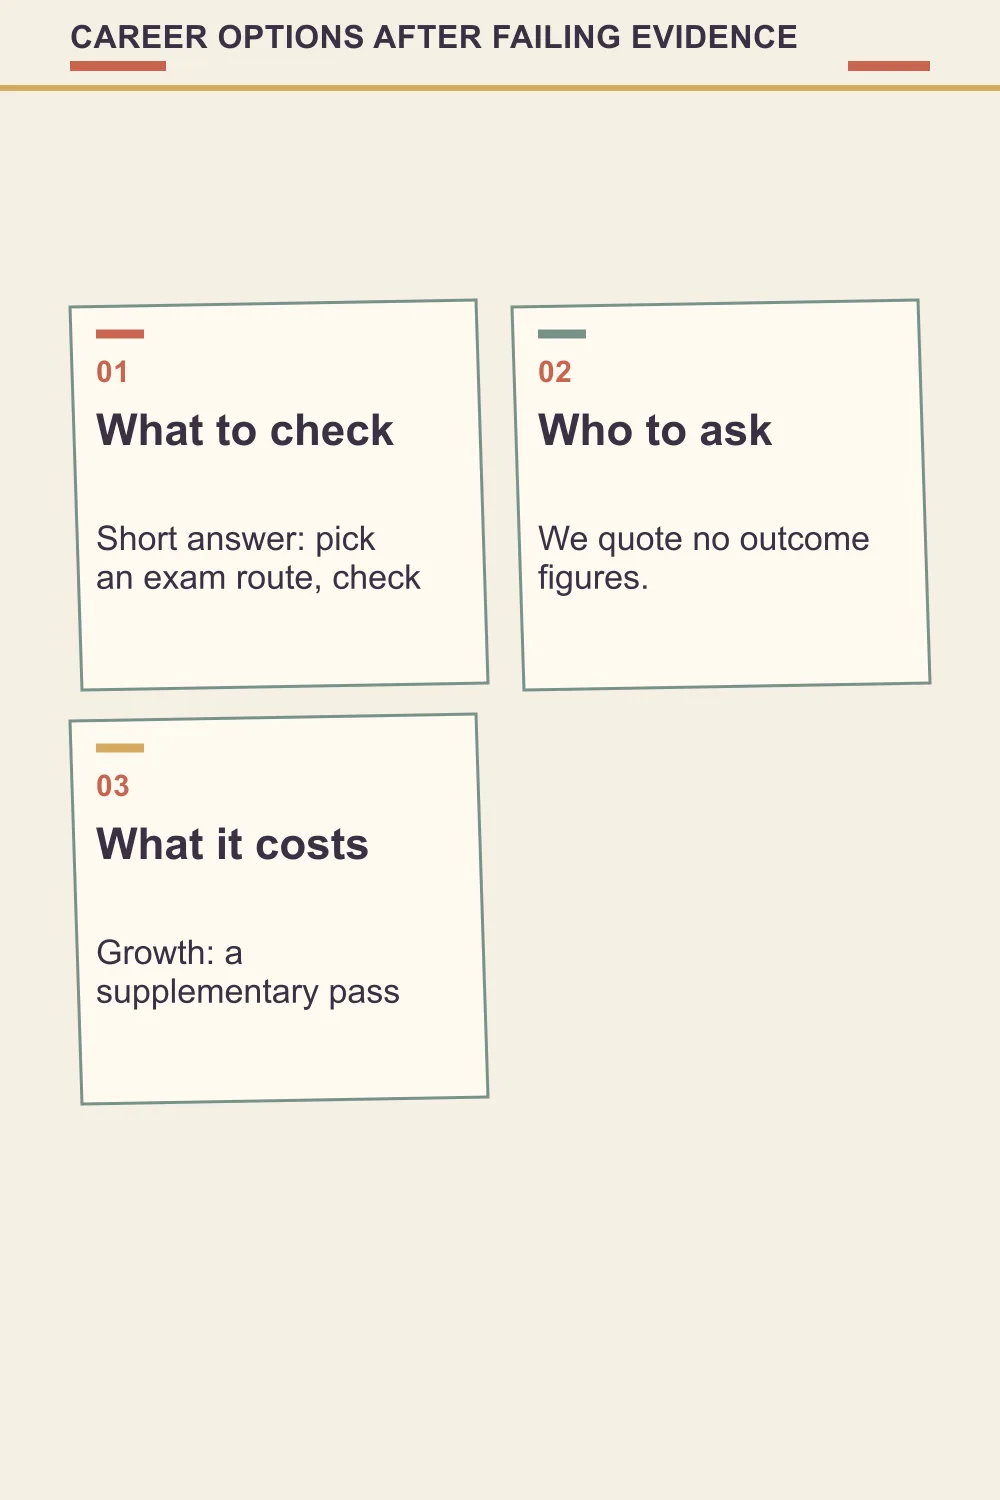 CAREER OPTIONS AFTER FAILING EVIDENCE
01
What to check
Short answer: pick
an exam route, check
02
Who to ask
We quote no outcome
figures.
03
What it costs
Growth: a
supplementary pass